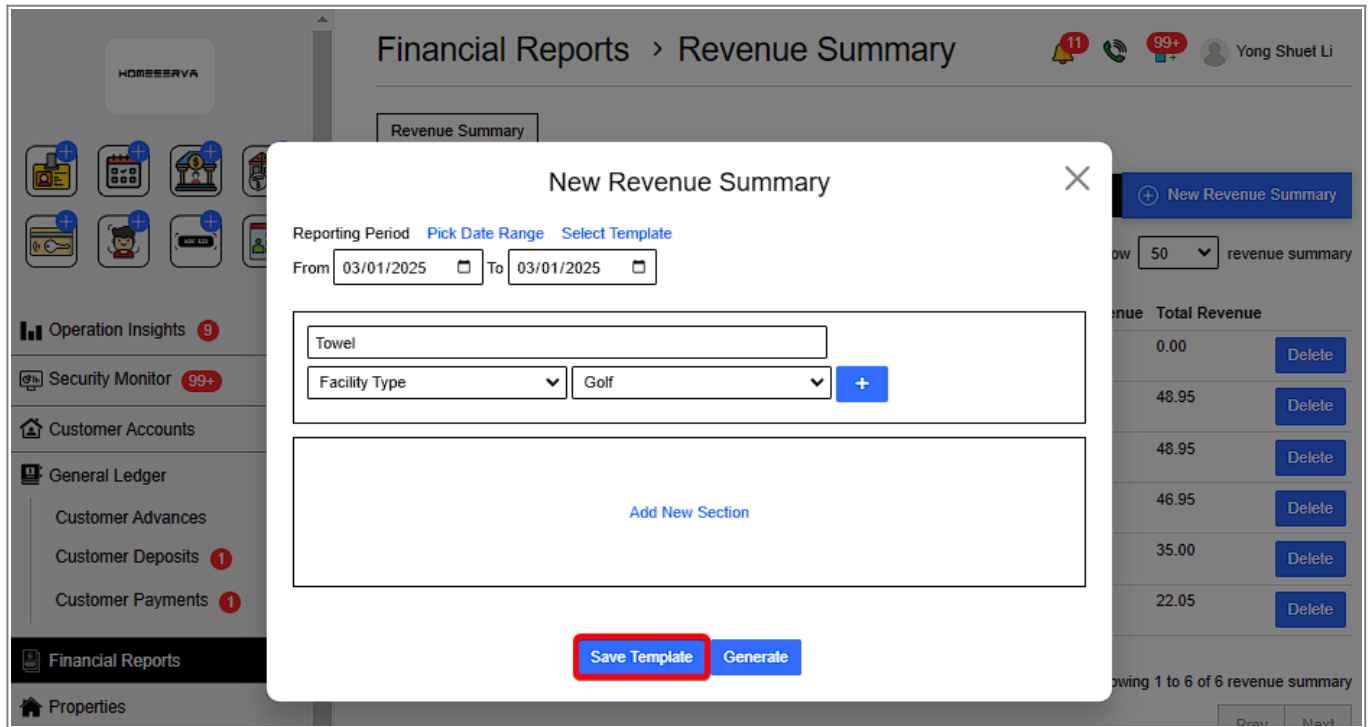 HOMESERVA
Financial Reports > Revenue Summary
11
99+
Yong Shuet Li
Revenue Summary
New Revenue Summary
50
revenue summary
Total Revenue
0.00
Delete
48.95
Delete
48.95
Delete
46.95
Delete
35.00
Delete
22.05
Delete
1 to 6 of 6 revenue summary
Prev
Next
Operation Insights 9
Security Monitor 99+
Customer Accounts
General Ledger
Customer Advances
Customer Deposits 1
Customer Payments 1
Financial Reports
Properties
New Revenue Summary
Reporting Period Pick Date Range Select Template
From 03/01/2025 To 03/01/2025
Towel
Facility Type Golf +
Add New Section
Save Template Generate